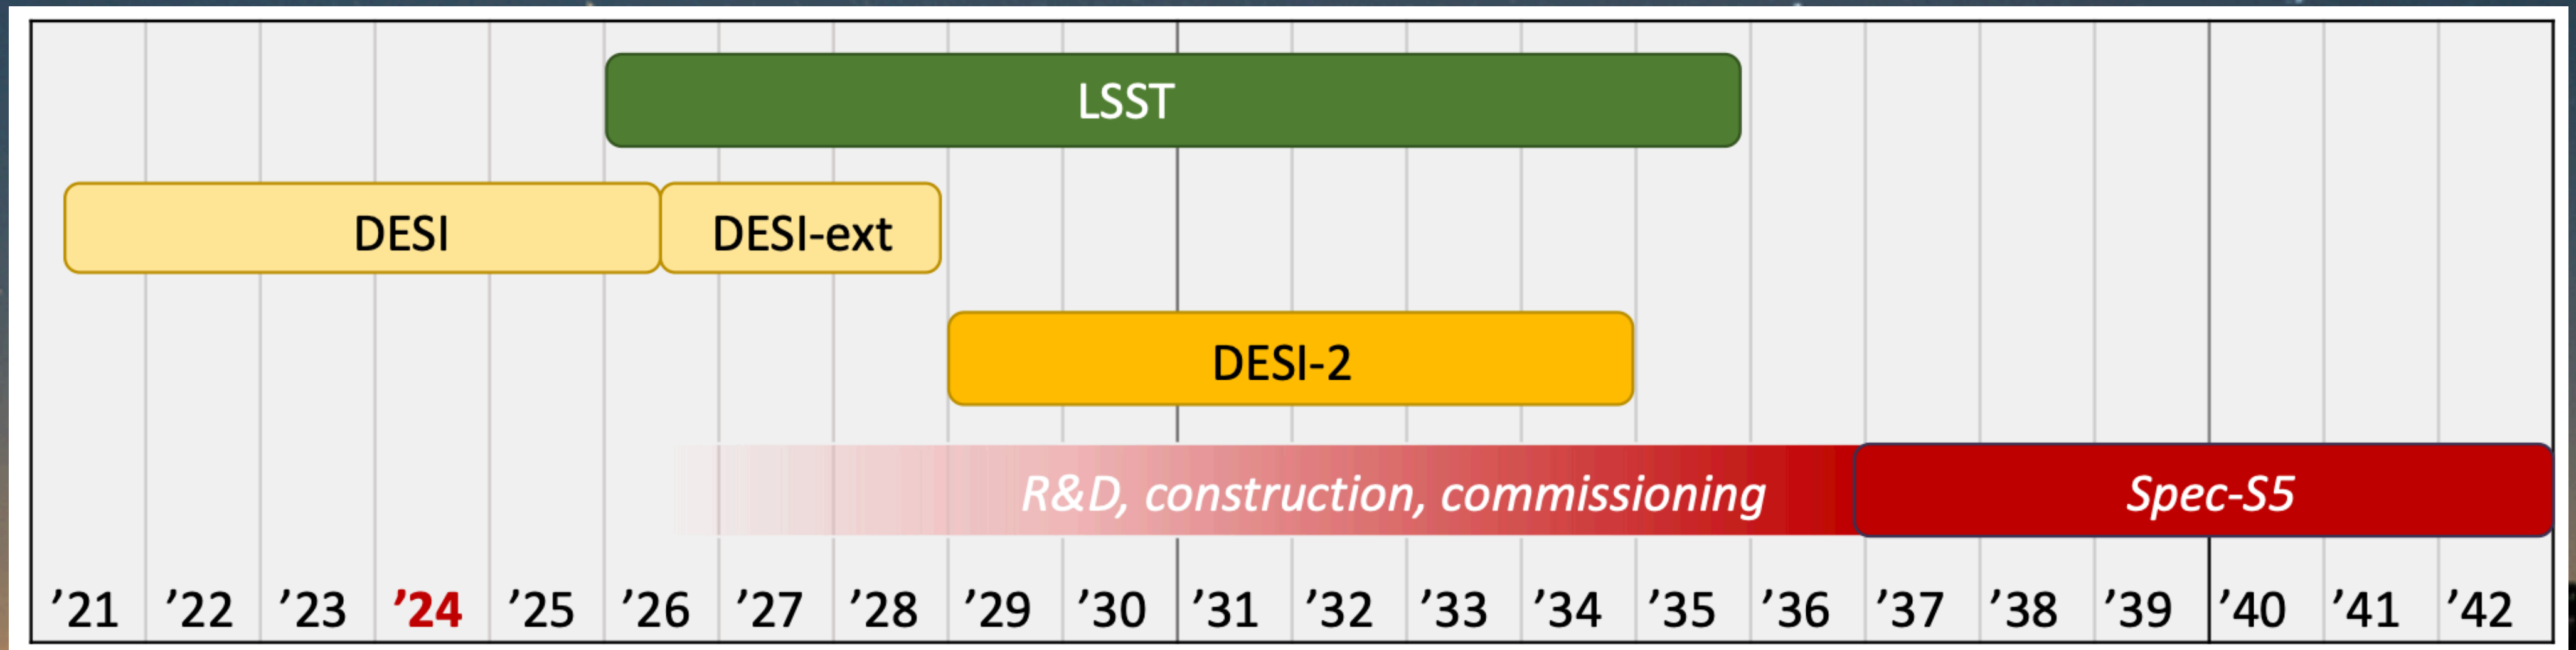 LSST
DESI DESI-ext
DESI-2
R&D, construction, commissioning Spec-S5
’21 ’22 ’23 ’24 ’25 ’26 ’27 ’28 ’29 ’30 ’31 ’32 ’33 ’34 ’35 ’36 ’37 ’38 ’39 ’40 ’41 ’42